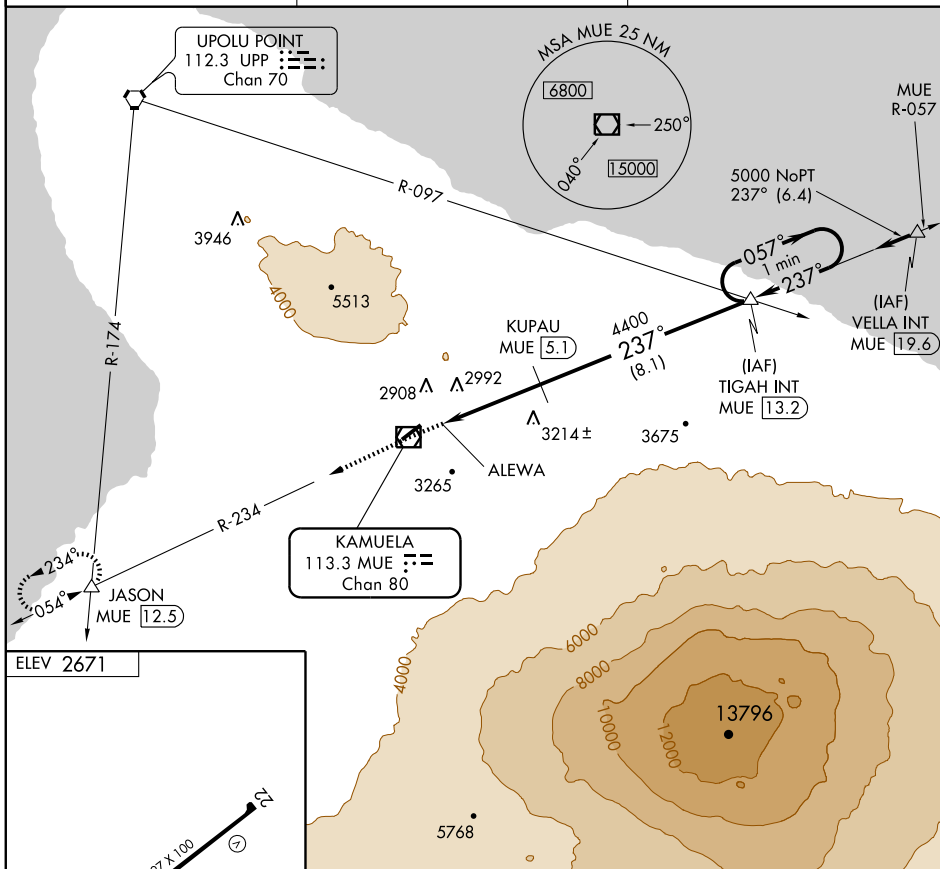 UPOLU POINT
112.3 UPP
Chan 70
MSA MUE 25 NM
6800
250°
040°
15000
MUE
R-057
5000 NoPT
237° (6.4)
R-097
3946
4000
5513
057°
1 min
237°
(IAF)
VELLA INT
MUE 19.6
KUPAU
MUE 5.1
4400
237°
(8.1)
(IAF)
TIGAH INT
MUE 13.2
R-174
2908
2992
3214±
3675
ALEWA
3265
R-234
KAMUELA
113.3 MUE
Chan 80
234°
054°
JASON
MUE 12.5
ELEV 2671
4000
6000
8000
10000
12000
13796
5768
22
X 100
V